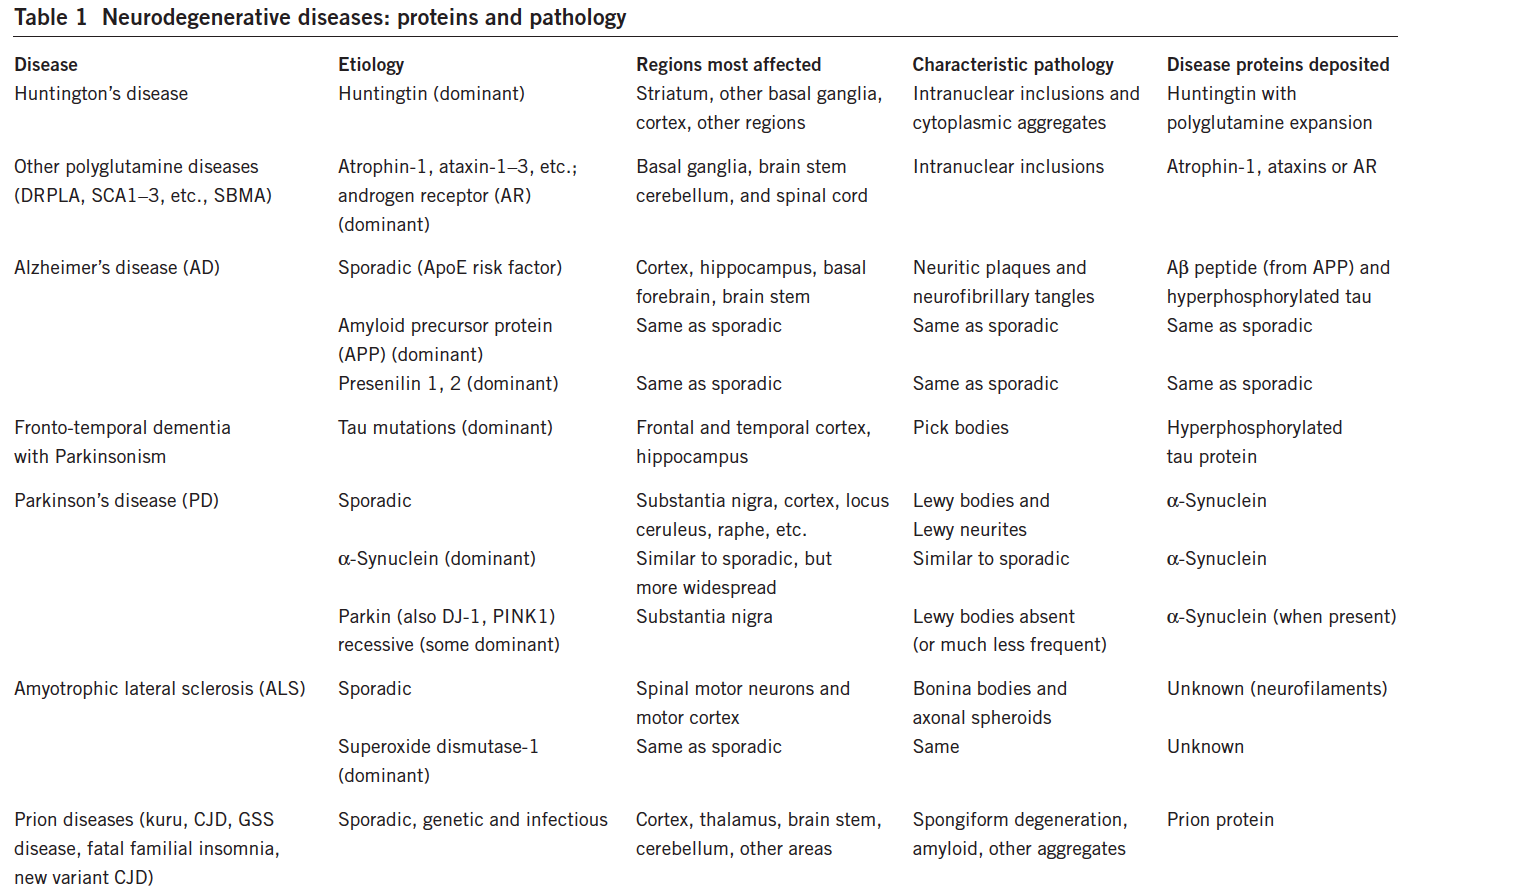 Table 1 Neurodegenerative diseases: proteins and pathology
Disease Etiology Regions most affected Characteristic pathology Disease proteins deposited
Huntington’s disease Huntingtin (dominant) Striatum, other basal ganglia, Intranuclear inclusions and Huntingtin with
cortex, other regions cytoplasmic aggregates polyglutamine expansion
Other polyglutamine diseases Atrophin-1, ataxin-1–3, etc.; Basal ganglia, brain stem Intranuclear inclusions Atrophin-1, ataxins or AR
(DRPLA, SCA1–3, etc., SBMA) androgen receptor (AR) cerebellum, and spinal cord
(dominant)
Alzheimer’s disease (AD) Sporadic (ApoE risk factor) Cortex, hippocampus, basal Neuritic plaques and Aβ peptide (from APP) and
forebrain, brain stem neurofibrillary tangles hyperphosphorylated tau
Amyloid precursor protein Same as sporadic Same as sporadic Same as sporadic
(APP) (dominant)
Presenilin 1, 2 (dominant) Same as sporadic Same as sporadic Same as sporadic
Fronto-temporal dementia Tau mutations (dominant) Frontal and temporal cortex, Pick bodies Hyperphosphorylated
with Parkinsonism hippocampus tau protein
Parkinson’s disease (PD) Sporadic Substantia nigra, cortex, locus Lewy bodies and α-Synuclein
ceruleus, raphe, etc. Lewy neurites
α-Synuclein (dominant) Similar to sporadic, but Similar to sporadic α-Synuclein
more widespread
Parkin (also DJ-1, PINK1) Substantia nigra Lewy bodies absent α-Synuclein (when present)
recessive (some dominant) (or much less frequent)
Amyotrophic lateral sclerosis (ALS) Sporadic Spinal motor neurons and Bonina bodies and Unknown (neurofilaments)
motor cortex axonal spheroids
Superoxide dismutase-1 Same as sporadic Same Unknown
(dominant)
Prion diseases (kuru, CJD, GSS Sporadic, genetic and infectious Cortex, thalamus, brain stem, Spongiform degeneration, Prion protein
disease, fatal familial insomnia, cerebellum, other areas amyloid, other aggregates
new variant CJD)